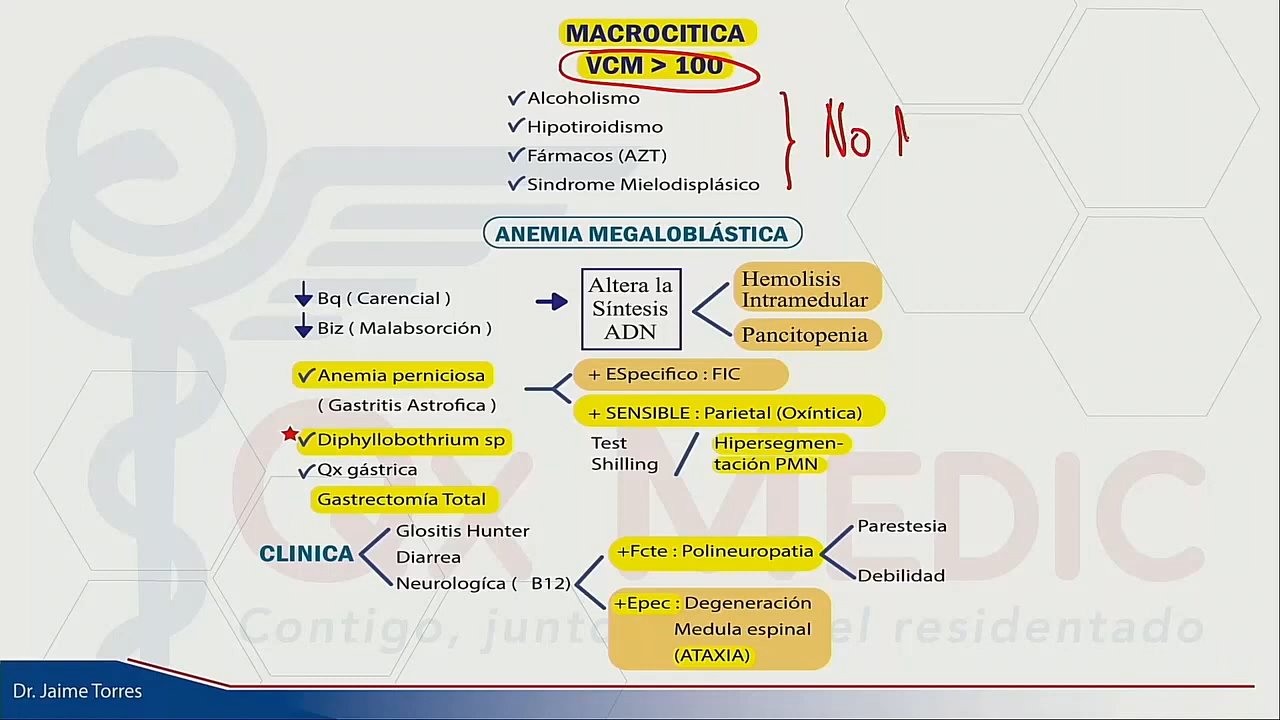 MACROCITICA
VCM > 100
✓Alcoholismo
✓Hipotiroidismo
✓Fármacos (AZT)
✓Sindrome Mielodisplásico
No
ANEMIA MEGALOBLÁSTICA
Bq ( Carencial )
Biz ( Malabsorción )
Altera la
Síntesis
ADN
Hemolisis
Intramedular
Pancitopenia
✓Anemia perniciosa
( Gastritis Astrofica )
+ ESpecifico : FIC
+ SENSIBLE : Parietal (Oxíntica)
✓Diphyllobothrium sp
✓Qx gástrica
Gastrectomía Total
Test
Shilling
Hipersegmen-
tación PMN
CLINICA
Glositis Hunter
Diarrea
Neurologíca ( B12)
+Fcte : Polineuropatia
Parestesia
Debilidad
+Epec : Degeneración
Medula espinal
(ATAXIA)
QX MEDIC
Contigo, junt el residentado
Dr. Jaime Torres